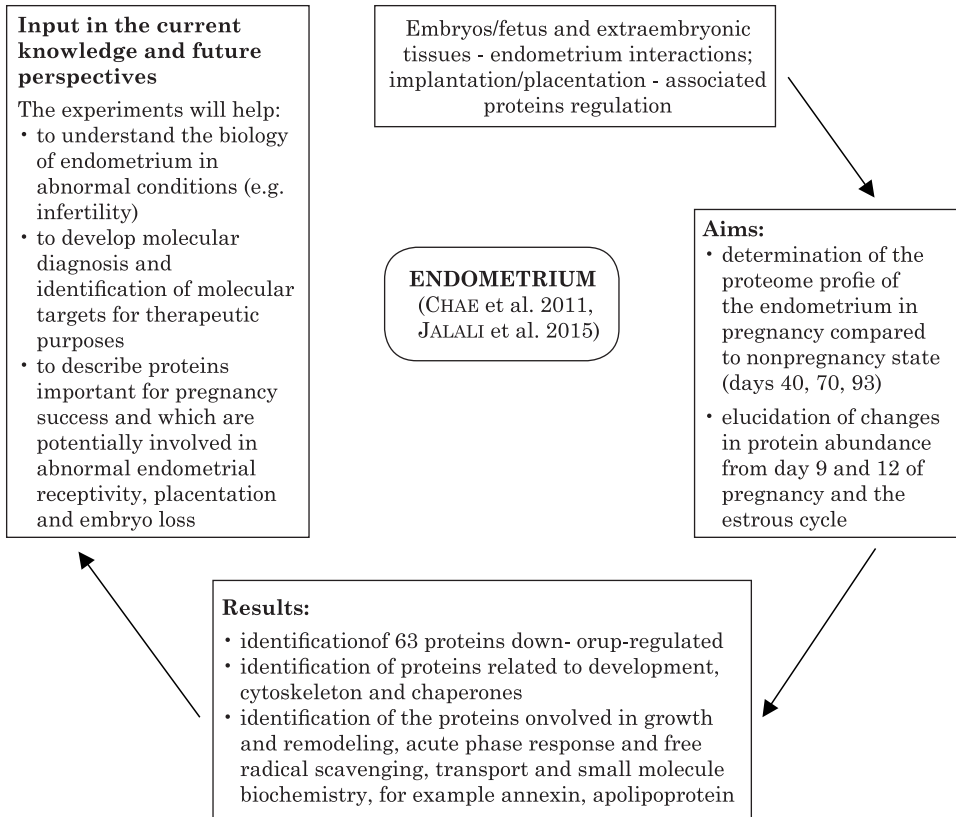 Input in the current
knowledge and future
perspectives
The experiments will help:
• to understand the biology
of endometrium in
abnormal conditions (e.g.
infertility)
• to develop molecular
diagnosis and
identification of molecular
targets for therapeutic
purposes
• to describe proteins
important for pregnancy
success and which are
potentially involved in
abnormal endometrial
receptivity, placentation
and embryo loss
Embryos/fetus and extraembryonic
tissues - endometrium interactions;
implantation/placentation - associated
proteins regulation
ENDOMETRIUM
(CHAE et al. 2011,
JALALI et al. 2015)
Aims:
• determination of the
proteome profie of
the endometrium in
pregnancy compared
to nonpregnancy state
(days 40, 70, 93)
• elucidation of changes
in protein abundance
from day 9 and 12 of
pregnancy and the
estrous cycle
Results:
• identificationof 63 proteins down- orup-regulated
• identification of proteins related to development,
cytoskeleton and chaperones
• identification of the proteins onvolved in growth
and remodeling, acute phase response and free
radical scavenging, transport and small molecule
biochemistry, for example annexin, apolipoprotein